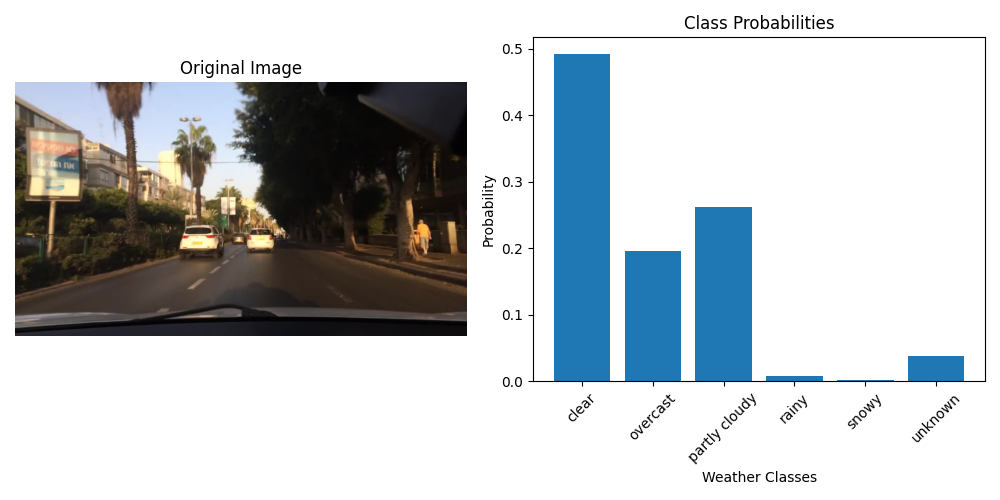 Original Image
Class Probabilities
Probability
0.5
0.4
0.3
0.2
0.1
0.0
clear
overcast
partly cloudy
rainy
snowy
unknown
Weather Classes